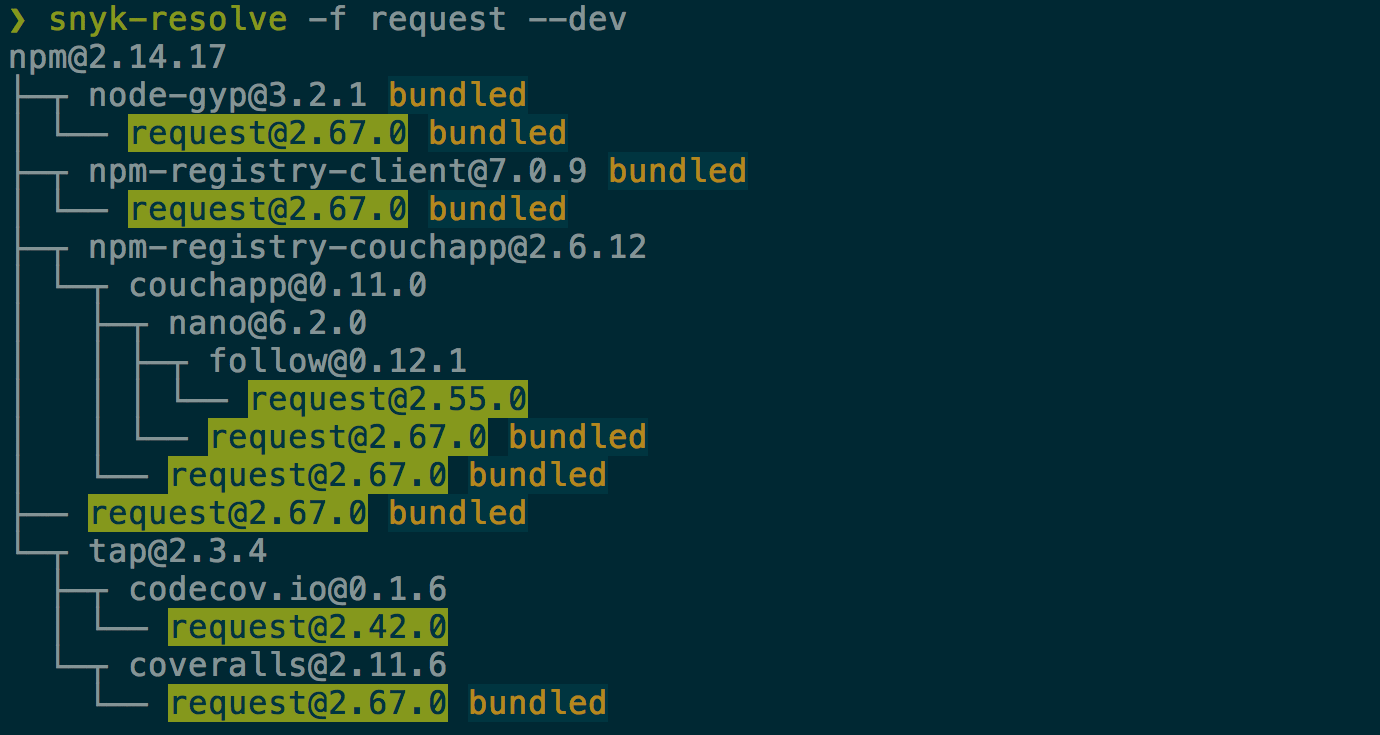 ❯ snyk-resolve -f request --dev
npm@2.14.17
├─┬ node-gyp@3.2.1 bundled
│ └── request@2.67.0 bundled
├─┬ npm-registry-client@7.0.9 bundled
│ └── request@2.67.0 bundled
├─┬ npm-registry-couchapp@2.6.12
│ └─┬ couchapp@0.11.0
│   ├─┬ nano@6.2.0
│   │ ├─┬ follow@0.12.1
│   │ │ └── request@2.55.0
│   │ └── request@2.67.0 bundled
│   └── request@2.67.0 bundled
├── request@2.67.0 bundled
└─┬ tap@2.3.4
  ├─┬ codecov.io@0.1.6
  │ └── request@2.42.0
  └─┬ coveralls@2.11.6
    └── request@2.67.0 bundled